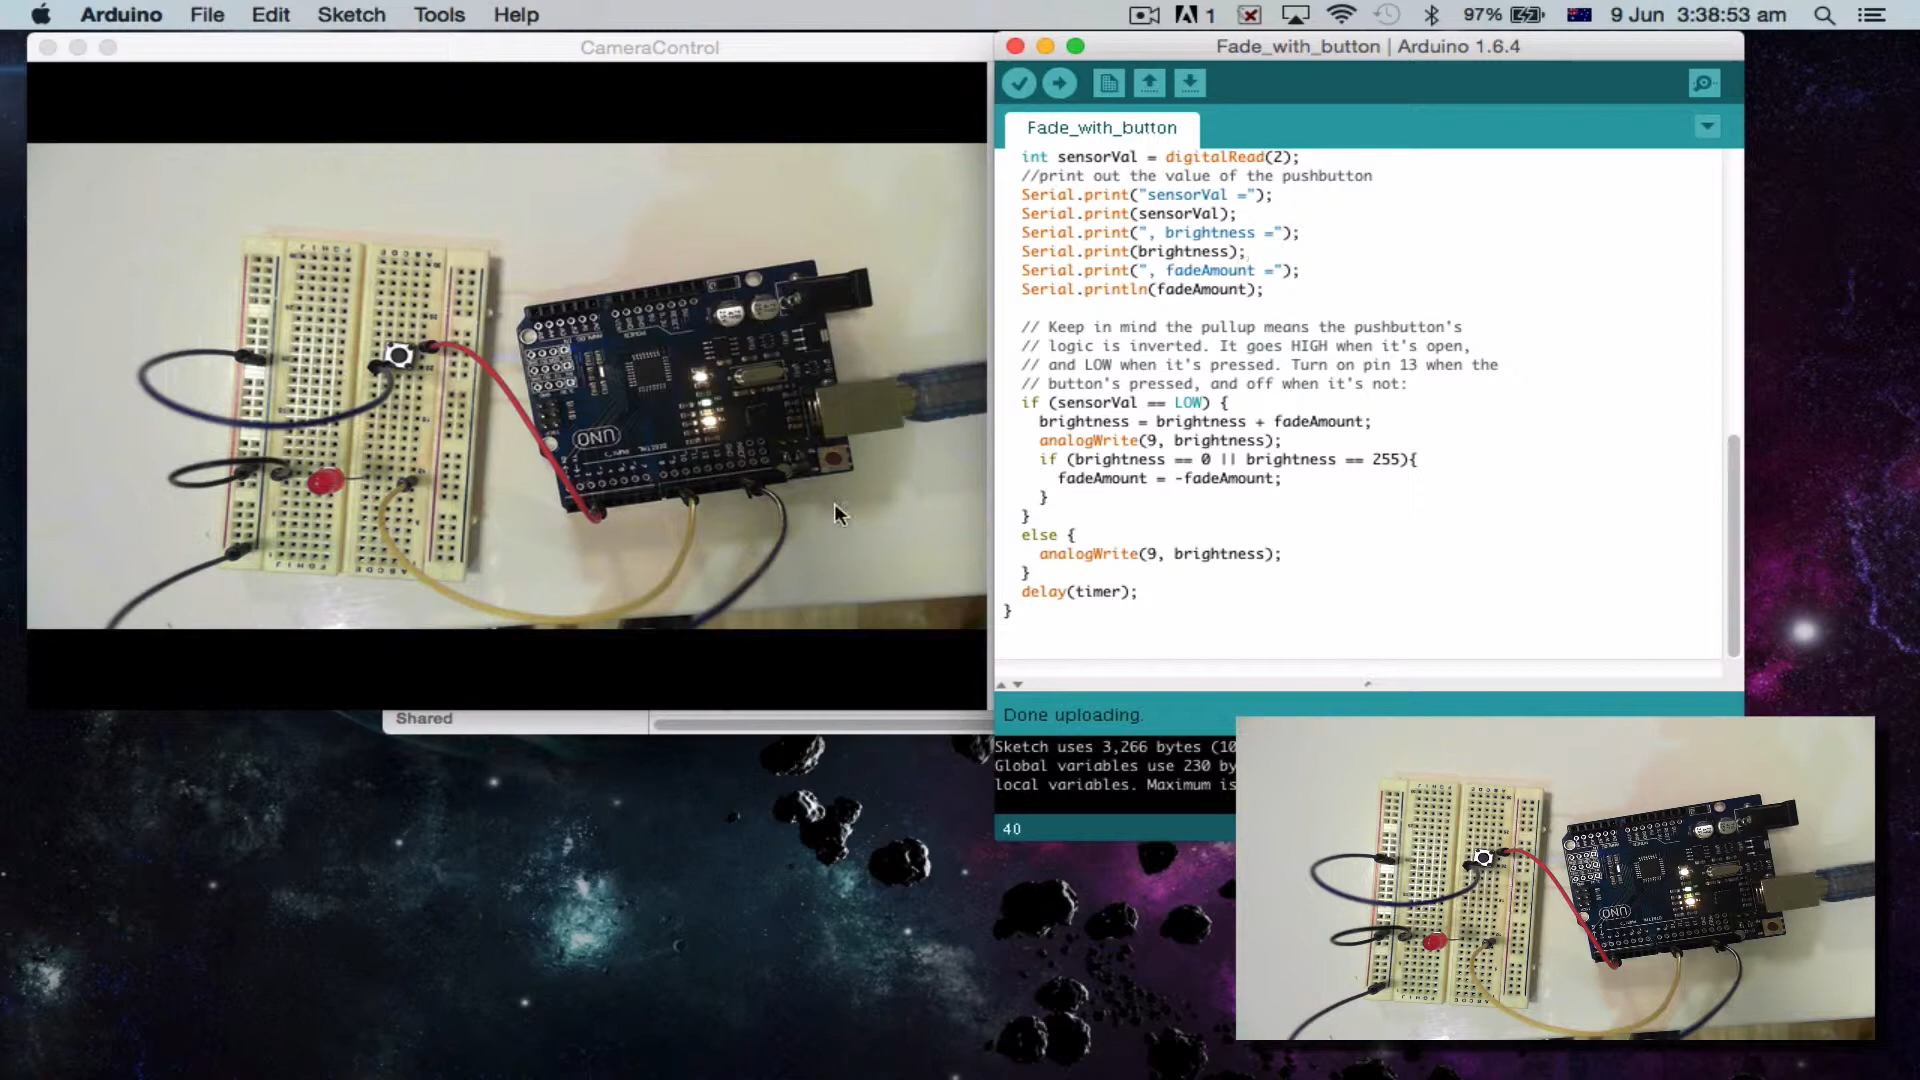 Arduino File Edit Sketch Tools Help
1 97% 9 Jun 3:38:53 am
CameraControl
UNO
Shared
Fade_with_button | Arduino 1.6.4
Fade_with_button
int sensorVal = digitalRead(2);
//print out the value of the pushbutton
Serial.print("sensorVal =");
Serial.print(sensorVal);
Serial.print(", brightness =");
Serial.print(brightness);
Serial.print(", fadeAmount =");
Serial.println(fadeAmount);
// Keep in mind the pullup means the pushbutton's
// logic is inverted. It goes HIGH when it's open,
// and LOW when it's pressed. Turn on pin 13 when the
// button's pressed, and off when it's not:
if (sensorVal == LOW) {
brightness = brightness + fadeAmount;
analogWrite(9, brightness);
if (brightness == 0 || brightness == 255){
fadeAmount = -fadeAmount;
}
}
else {
analogWrite(9, brightness);
}
delay(timer);
}
Done uploading.
Sketch uses 3,266 bytes (10
Global variables use 230 by
local variables. Maximum is
40
UNO